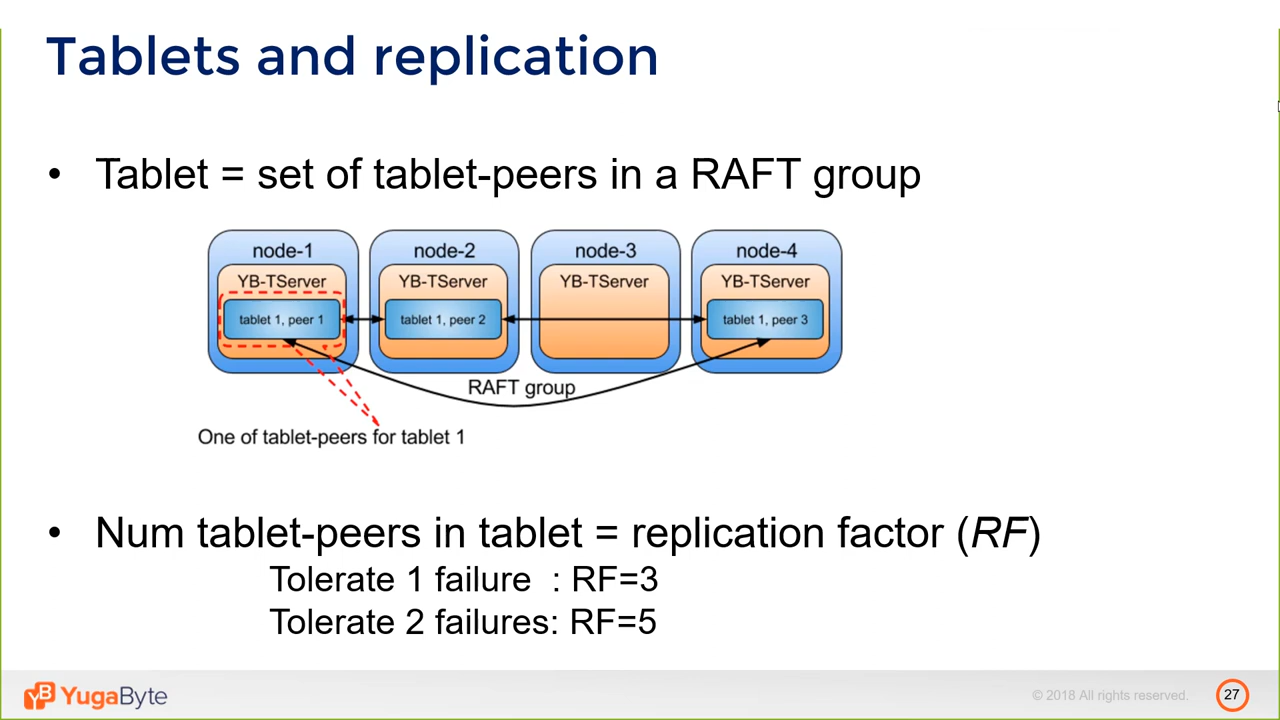 Tablets and replication
• Tablet = set of tablet-peers in a RAFT group
node-1 node-2 node-3 node-4
YB-TServer YB-TServer YB-TServer YB-TServer
tablet 1, peer 1 tablet 1, peer 2 tablet 1, peer 3
RAFT group
One of tablet-peers for tablet 1
• Num tablet-peers in tablet = replication factor (RF)
Tolerate 1 failure : RF=3
Tolerate 2 failures: RF=5
YB YugaByte
© 2018 All rights reserved. 27